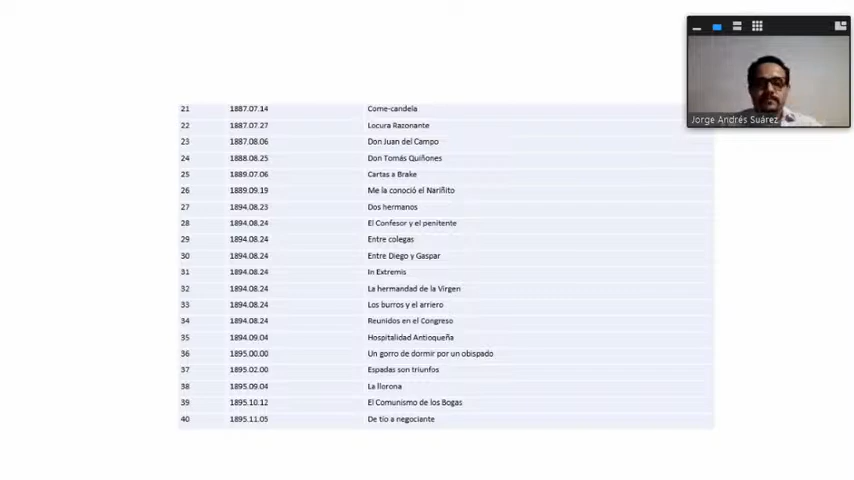 Jorge Andrés Suárez
21 1887.07.14 Come-candela
22 1887.07.27 Locura Razonante
23 1887.08.06 Don Juan del Campo
24 1888.08.25 Don Tomás Quiñones
25 1889.07.06 Cartas a Brake
26 1889.09.19 Me la conoció el Nariñito
27 1894.08.23 Dos hermanos
28 1894.08.24 El Confesor y el penitente
29 1894.08.24 Entre colegas
30 1894.08.24 Entre Diego y Gaspar
31 1894.08.24 In Extremis
32 1894.08.24 La hermandad de la Virgen
33 1894.08.24 Los burros y el arriero
34 1894.08.24 Reunidos en el Congreso
35 1894.09.04 Hospitalidad Antioqueña
36 1895.00.00 Un gorro de dormir por un obispado
37 1895.02.00 Espadas son triunfos
38 1895.09.04 La llorona
39 1895.10.12 El Comunismo de los Bogas
40 1895.11.05 De tío a negociante